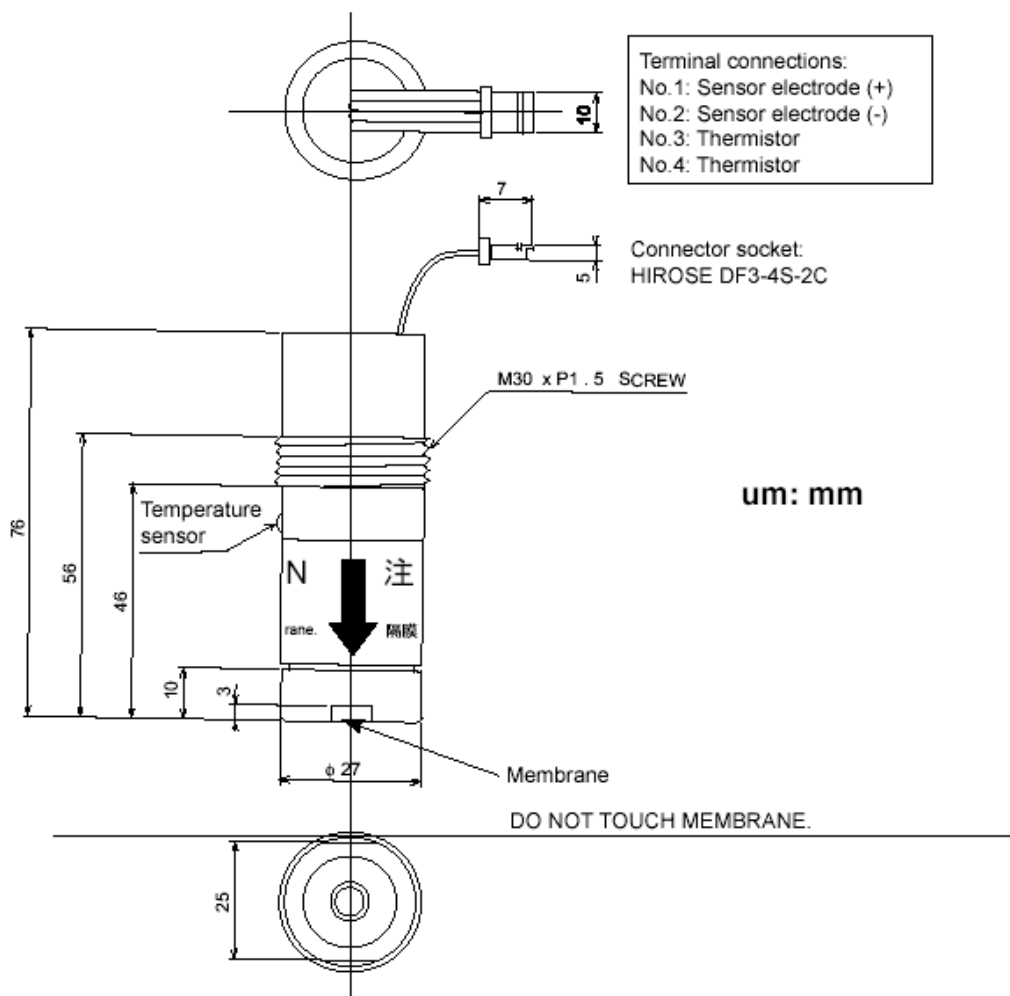 Terminal connections:
No.1: Sensor electrode (+)
No.2: Sensor electrode (-)
No.3: Thermistor
No.4: Thermistor
10
7
Connector socket:
HIROSE DF3-4S-2C
5
M30 x P1.5 SCREW
um: mm
Temperature
sensor
76
56
46
N 注
rane. 隔膜
10
3
φ 27
Membrane
DO NOT TOUCH MEMBRANE.
25